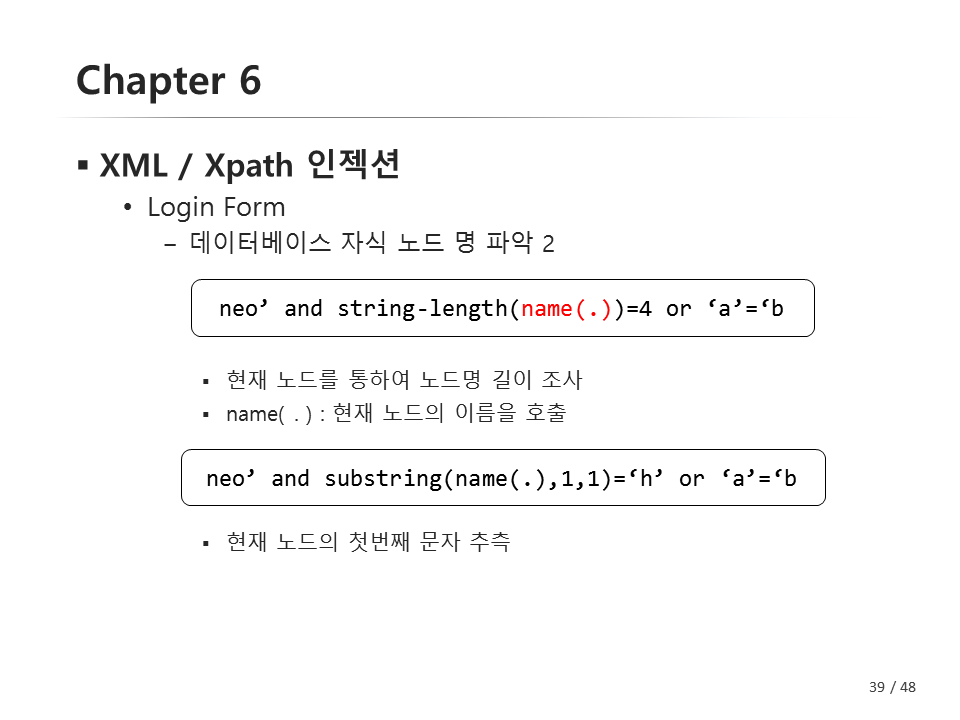 Chapter 6
▪ XML / Xpath 인젝션
• Login Form
– 데이터베이스 자식 노드 명 파악 2
neo’ and string-length(name(.))=4 or ‘a’=‘b
▪ 현재 노드를 통하여 노드명 길이 조사
▪ name( . ) : 현재 노드의 이름을 호출
neo’ and substring(name(.),1,1)=‘h’ or ‘a’=‘b
▪ 현재 노드의 첫번째 문자 추측
39 / 48